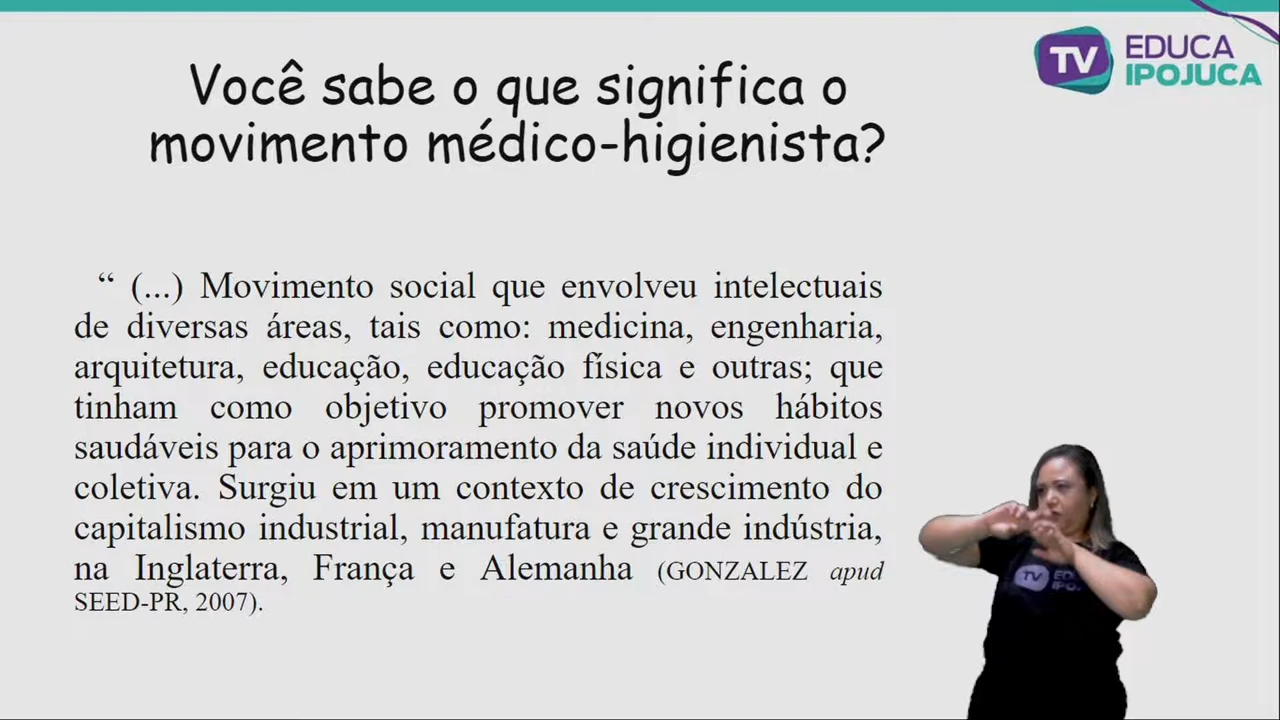 TV EDUCA
IPOJUCA
Você sabe o que significa o
movimento médico-higienista?
“ (...) Movimento social que envolveu intelectuais
de diversas áreas, tais como: medicina, engenharia,
arquitetura, educação, educação física e outras; que
tinham como objetivo promover novos hábitos
saudáveis para o aprimoramento da saúde individual e
coletiva. Surgiu em um contexto de crescimento do
capitalismo industrial, manufatura e grande indústria,
na Inglaterra, França e Alemanha (GONZALEZ apud
SEED-PR, 2007).
TV